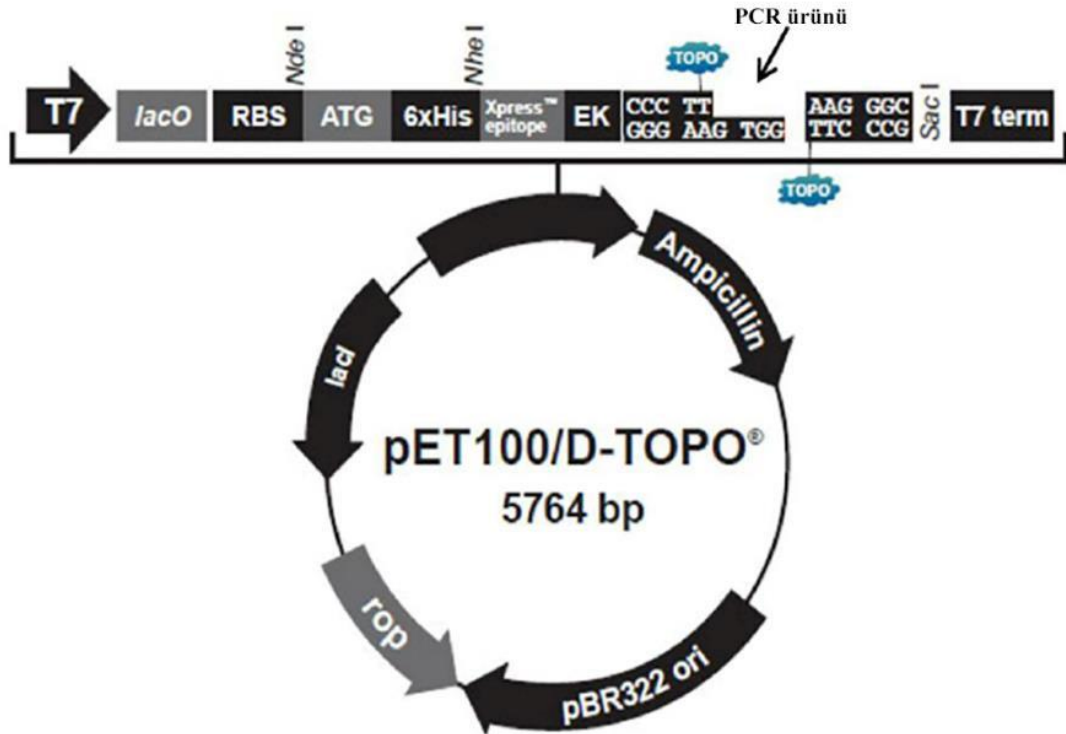 PCR ürünü
TOPO
Nde I
Nhe I
T7
lacO
RBS
ATG
6xHis
Xpress™
epitope
EK
CCC TT
GGG AAG TGG
AAG GGC
TTC CCG
Sac I
T7 term
TOPO
Ampicillin
lacI
pET100/D-TOPO®
5764 bp
rop
pBR322 ori